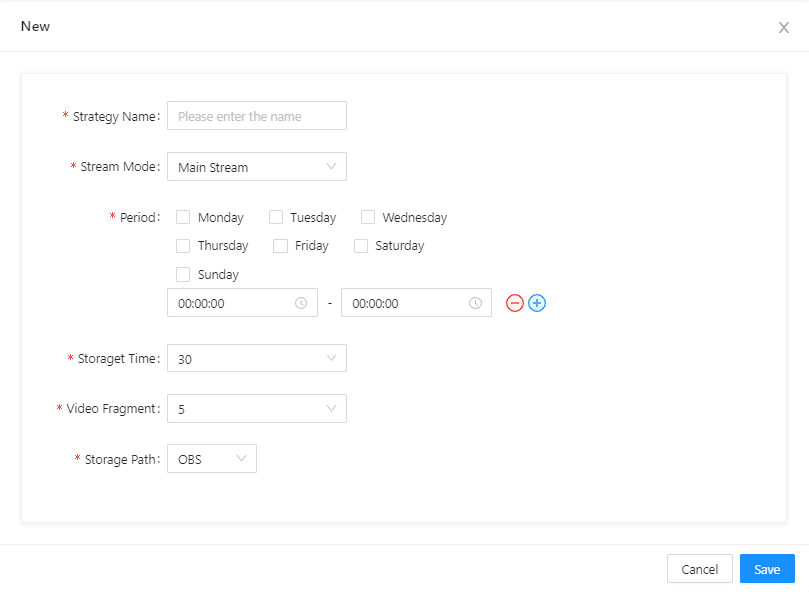 New
* Strategy Name: Please enter the name
* Stream Mode: Main Stream
* Period: Monday Tuesday Wednesday
Thursday Friday Saturday
Sunday
00:00:00 - 00:00:00
* Storaget Time: 30
* Video Fragment: 5
* Storage Path: OBS
Cancel Save